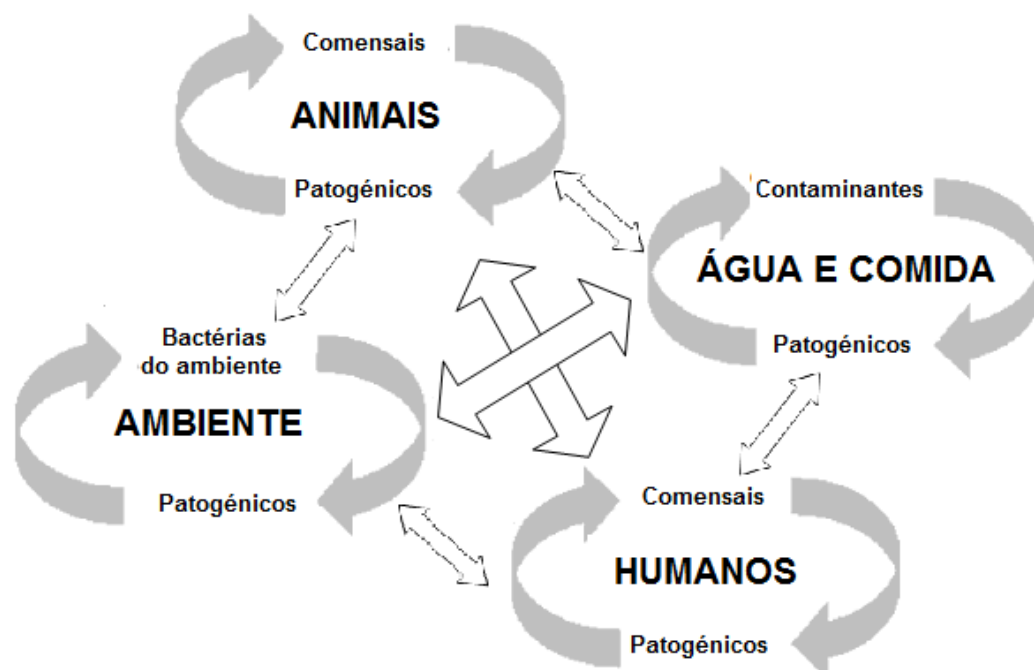 Comensais
ANIMAIS
Patogénicos
Contaminantes
ÁGUA E COMIDA
Patogénicos
Bactérias
do ambiente
AMBIENTE
Patogénicos
Comensais
HUMANOS
Patogénicos